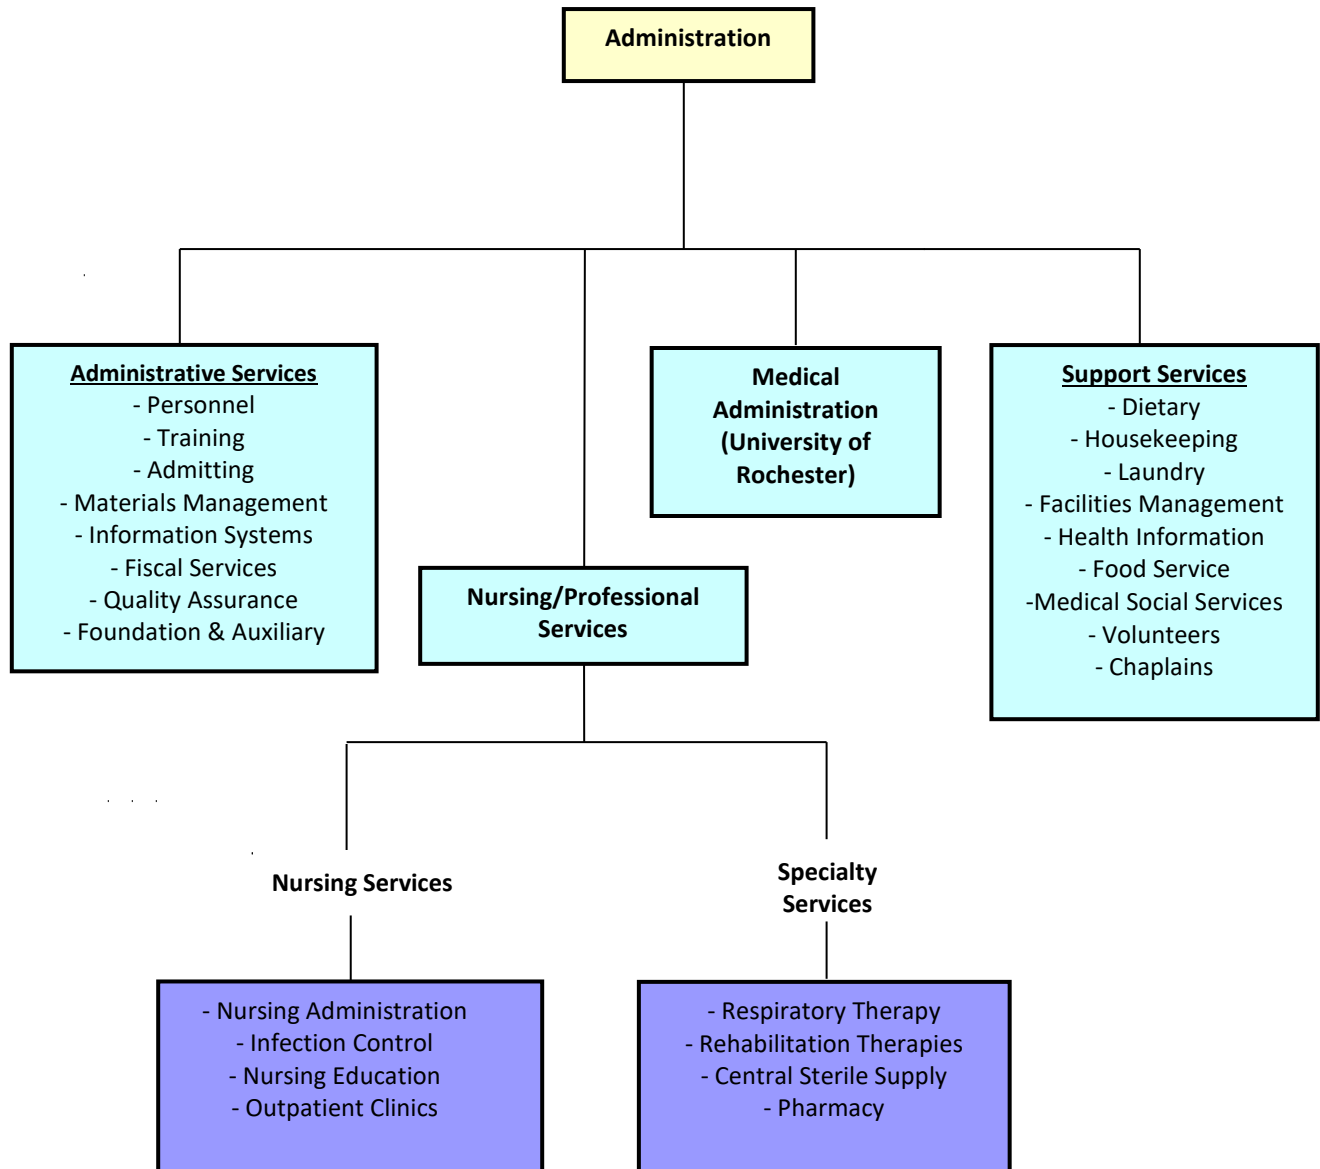 Administration
Administrative Services
- Personnel
- Training
- Admitting
- Materials Management
- Information Systems
- Fiscal Services
- Quality Assurance
- Foundation & Auxiliary
Nursing/Professional
Services
Medical
Administration
(University of
Rochester)
Support Services
- Dietary
- Housekeeping
- Laundry
- Facilities Management
- Health Information
- Food Service
-Medical Social Services
- Volunteers
- Chaplains
Nursing Services
Specialty
Services
- Nursing Administration
- Infection Control
- Nursing Education
- Outpatient Clinics
- Respiratory Therapy
- Rehabilitation Therapies
- Central Sterile Supply
- Pharmacy